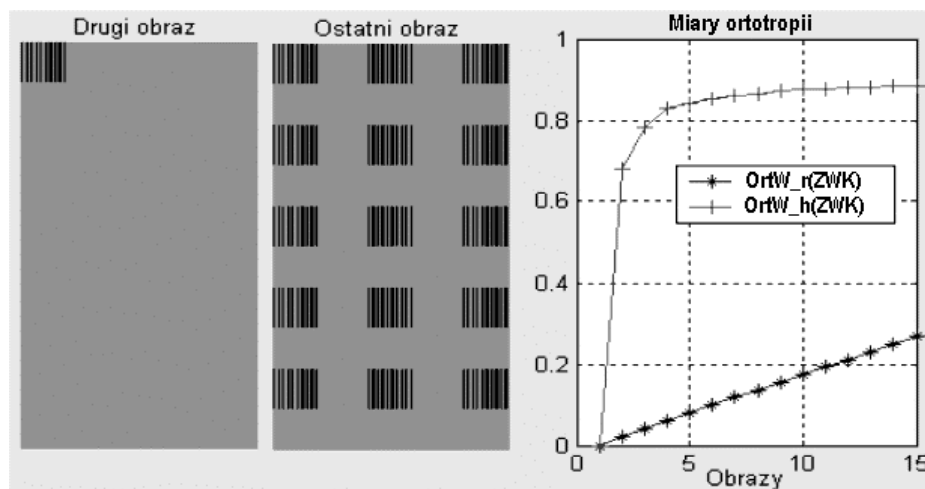 Drugi obraz
Ostatni obraz
Miary ortotropii
1
0.8
0.6
0.4
0.2
0
OrtW_r(ZWK)
OrtW_h(ZWK)
0 5 10 15
Obrazy